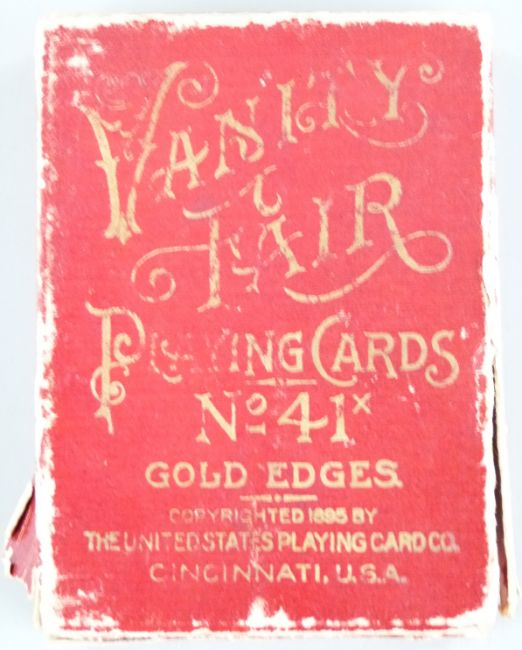 VANITY
FAIR
PLAYING CARDS
No 41x
GOLD EDGES.
COPYRIGHTED 1895 BY
THE UNITED STATES PLAYING CARD CO.
CINCINNATI, U.S.A.